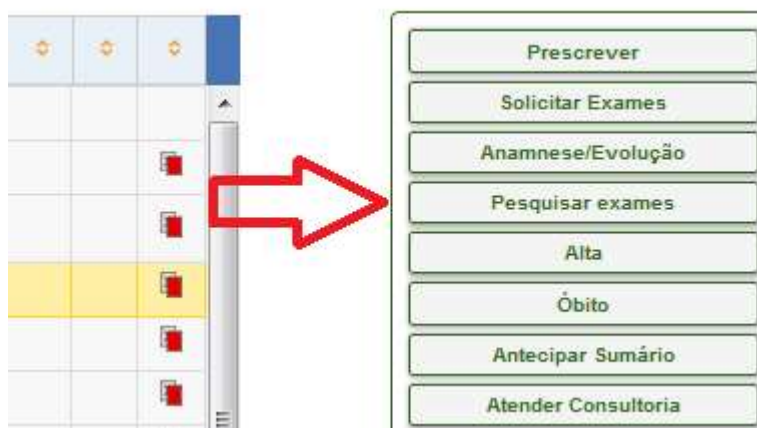 Prescrever
Solicitar Exames
Anamnese/Evolução
Pesquisar exames
Alta
Óbito
Antecipar Sumário
Atender Consultoria